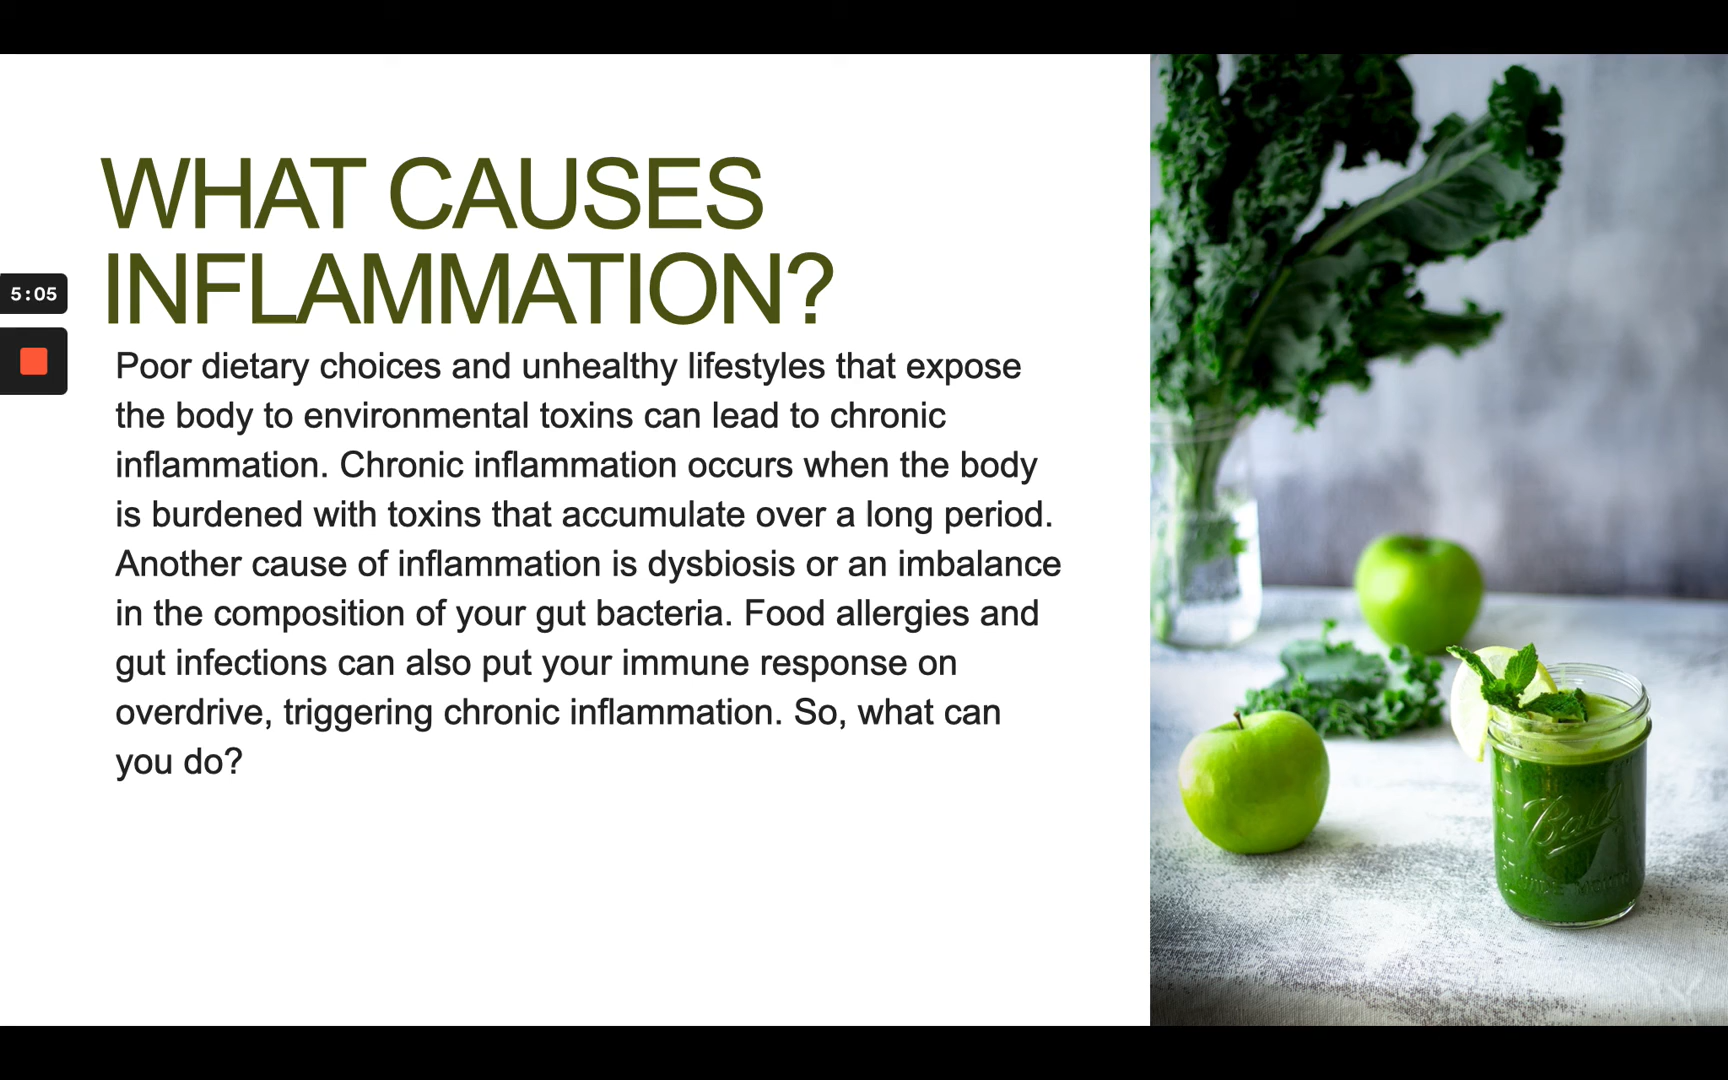 WHAT CAUSES
INFLAMMATION?
5:05
Poor dietary choices and unhealthy lifestyles that expose
the body to environmental toxins can lead to chronic
inflammation. Chronic inflammation occurs when the body
is burdened with toxins that accumulate over a long period.
Another cause of inflammation is dysbiosis or an imbalance
in the composition of your gut bacteria. Food allergies and
gut infections can also put your immune response on
overdrive, triggering chronic inflammation. So, what can
you do?
Ball